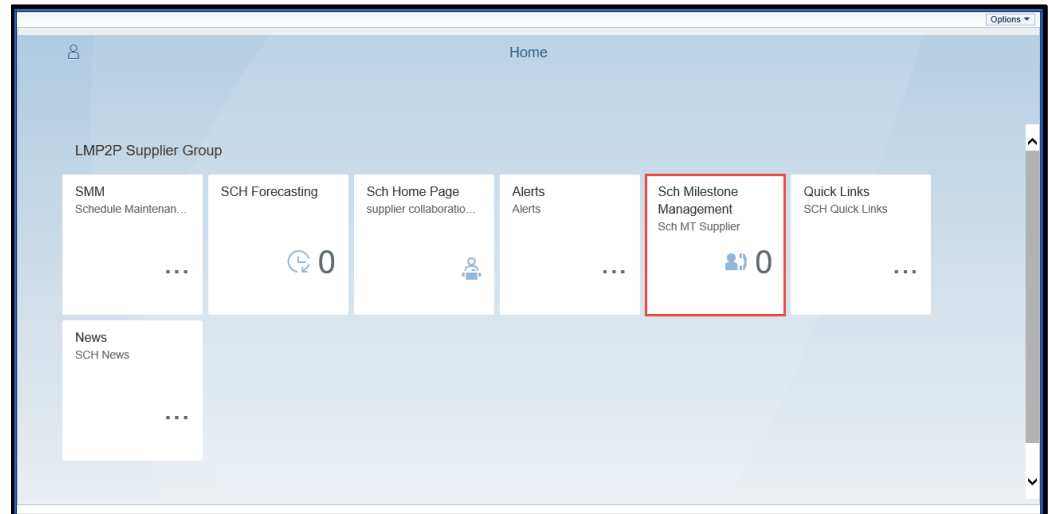 Options
Home
LMP2P Supplier Group
SMM
Schedule Maintenan...
...
SCH Forecasting
0
Sch Home Page
supplier collaboratio...
Alerts
Alerts
...
Sch Milestone
Management
Sch MT Supplier
0
Quick Links
SCH Quick Links
...
News
SCH News
...